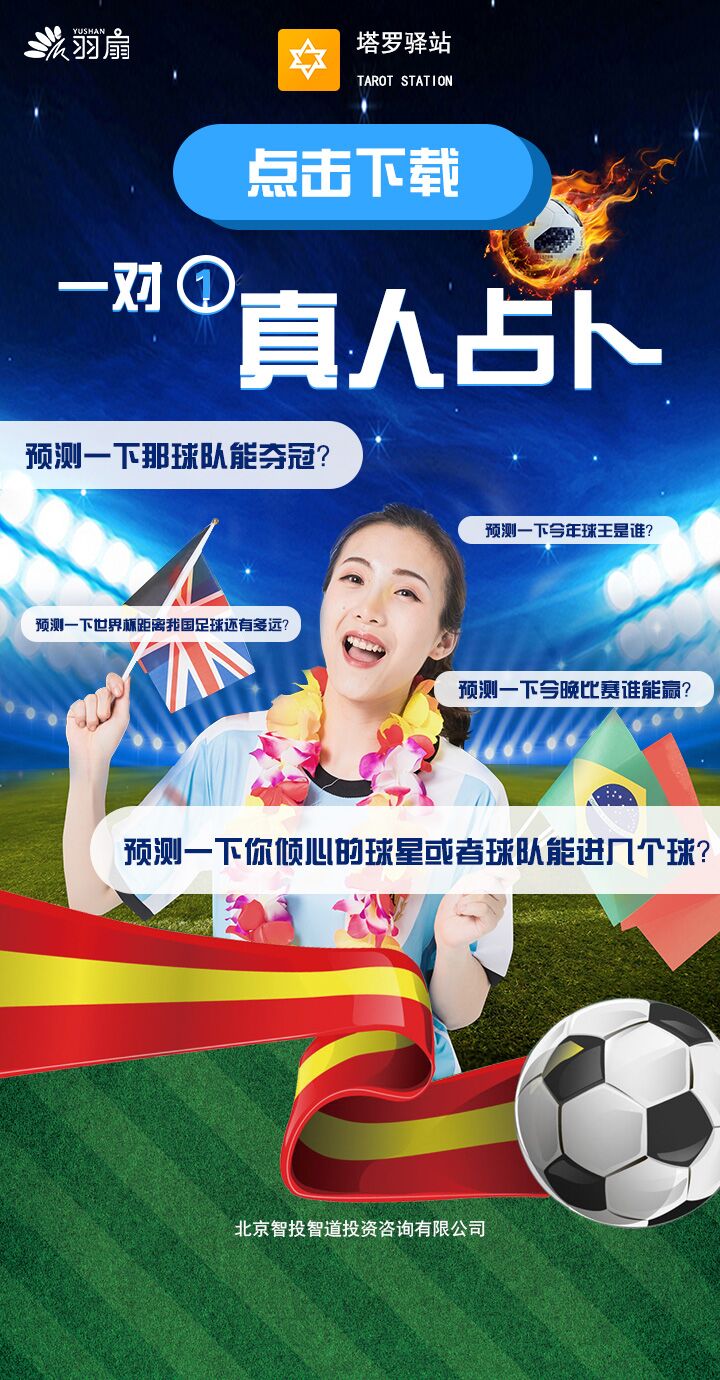 YUSHAN
羽扇
塔罗驿站
TAROT STATION
点击下载
一对1
真人占卜
预测一下那球队能夺冠?
预测一下今年球王是谁?
预测一下世界杯距离我国足球还有多远?
预测一下今晚比赛谁能赢?
预测一下你倾心的球星或者球队能进几个球?
北京智投智道投资咨询有限公司